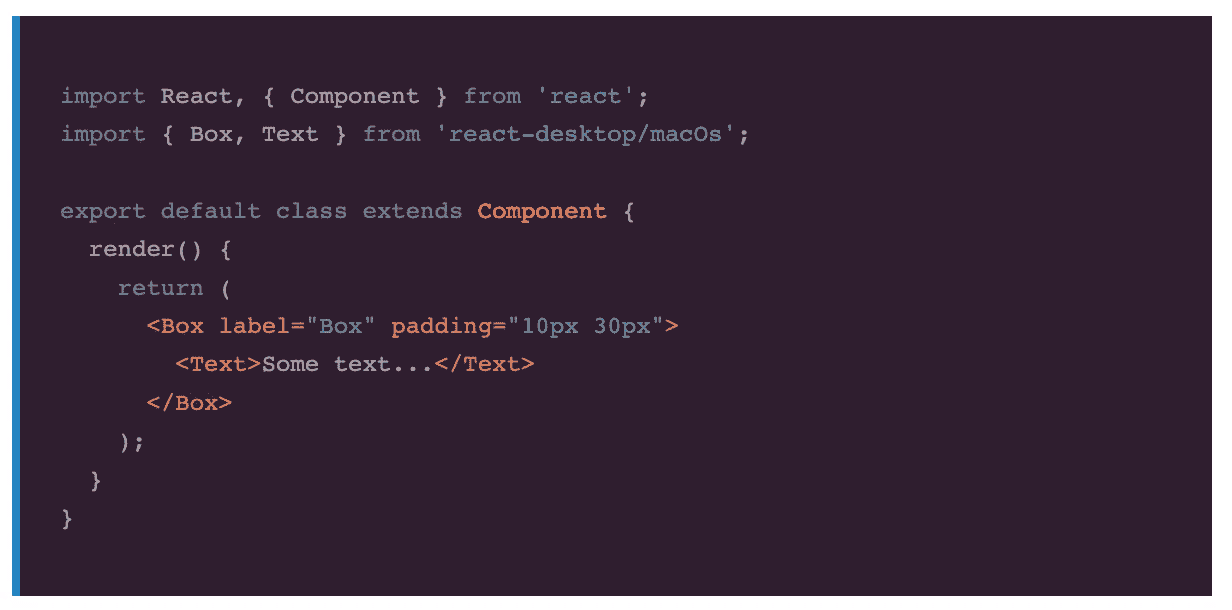 import React, { Component } from 'react';
import { Box, Text } from 'react-desktop/macOs';
export default class extends Component {
render() {
return (
<Box label="Box" padding="10px 30px">
<Text>Some text...</Text>
</Box>
);
}
}